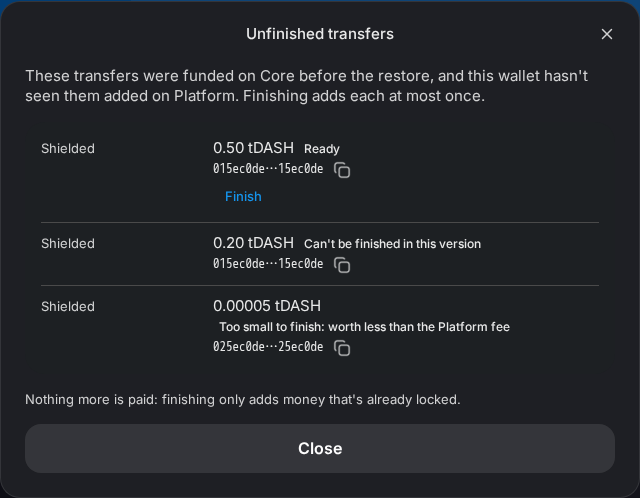 Unfinished transfers
These transfers were funded on Core before the restore, and this wallet hasn't
seen them added on Platform. Finishing adds each at most once.
Shielded 0.50 tDASH Ready
015ec0de⋯15ec0de
Finish
Shielded 0.20 tDASH Can't be finished in this version
015ec0de⋯15ec0de
Shielded 0.00005 tDASH
Too small to finish: worth less than the Platform fee
025ec0de⋯25ec0de
Nothing more is paid: finishing only adds money that's already locked.
Close